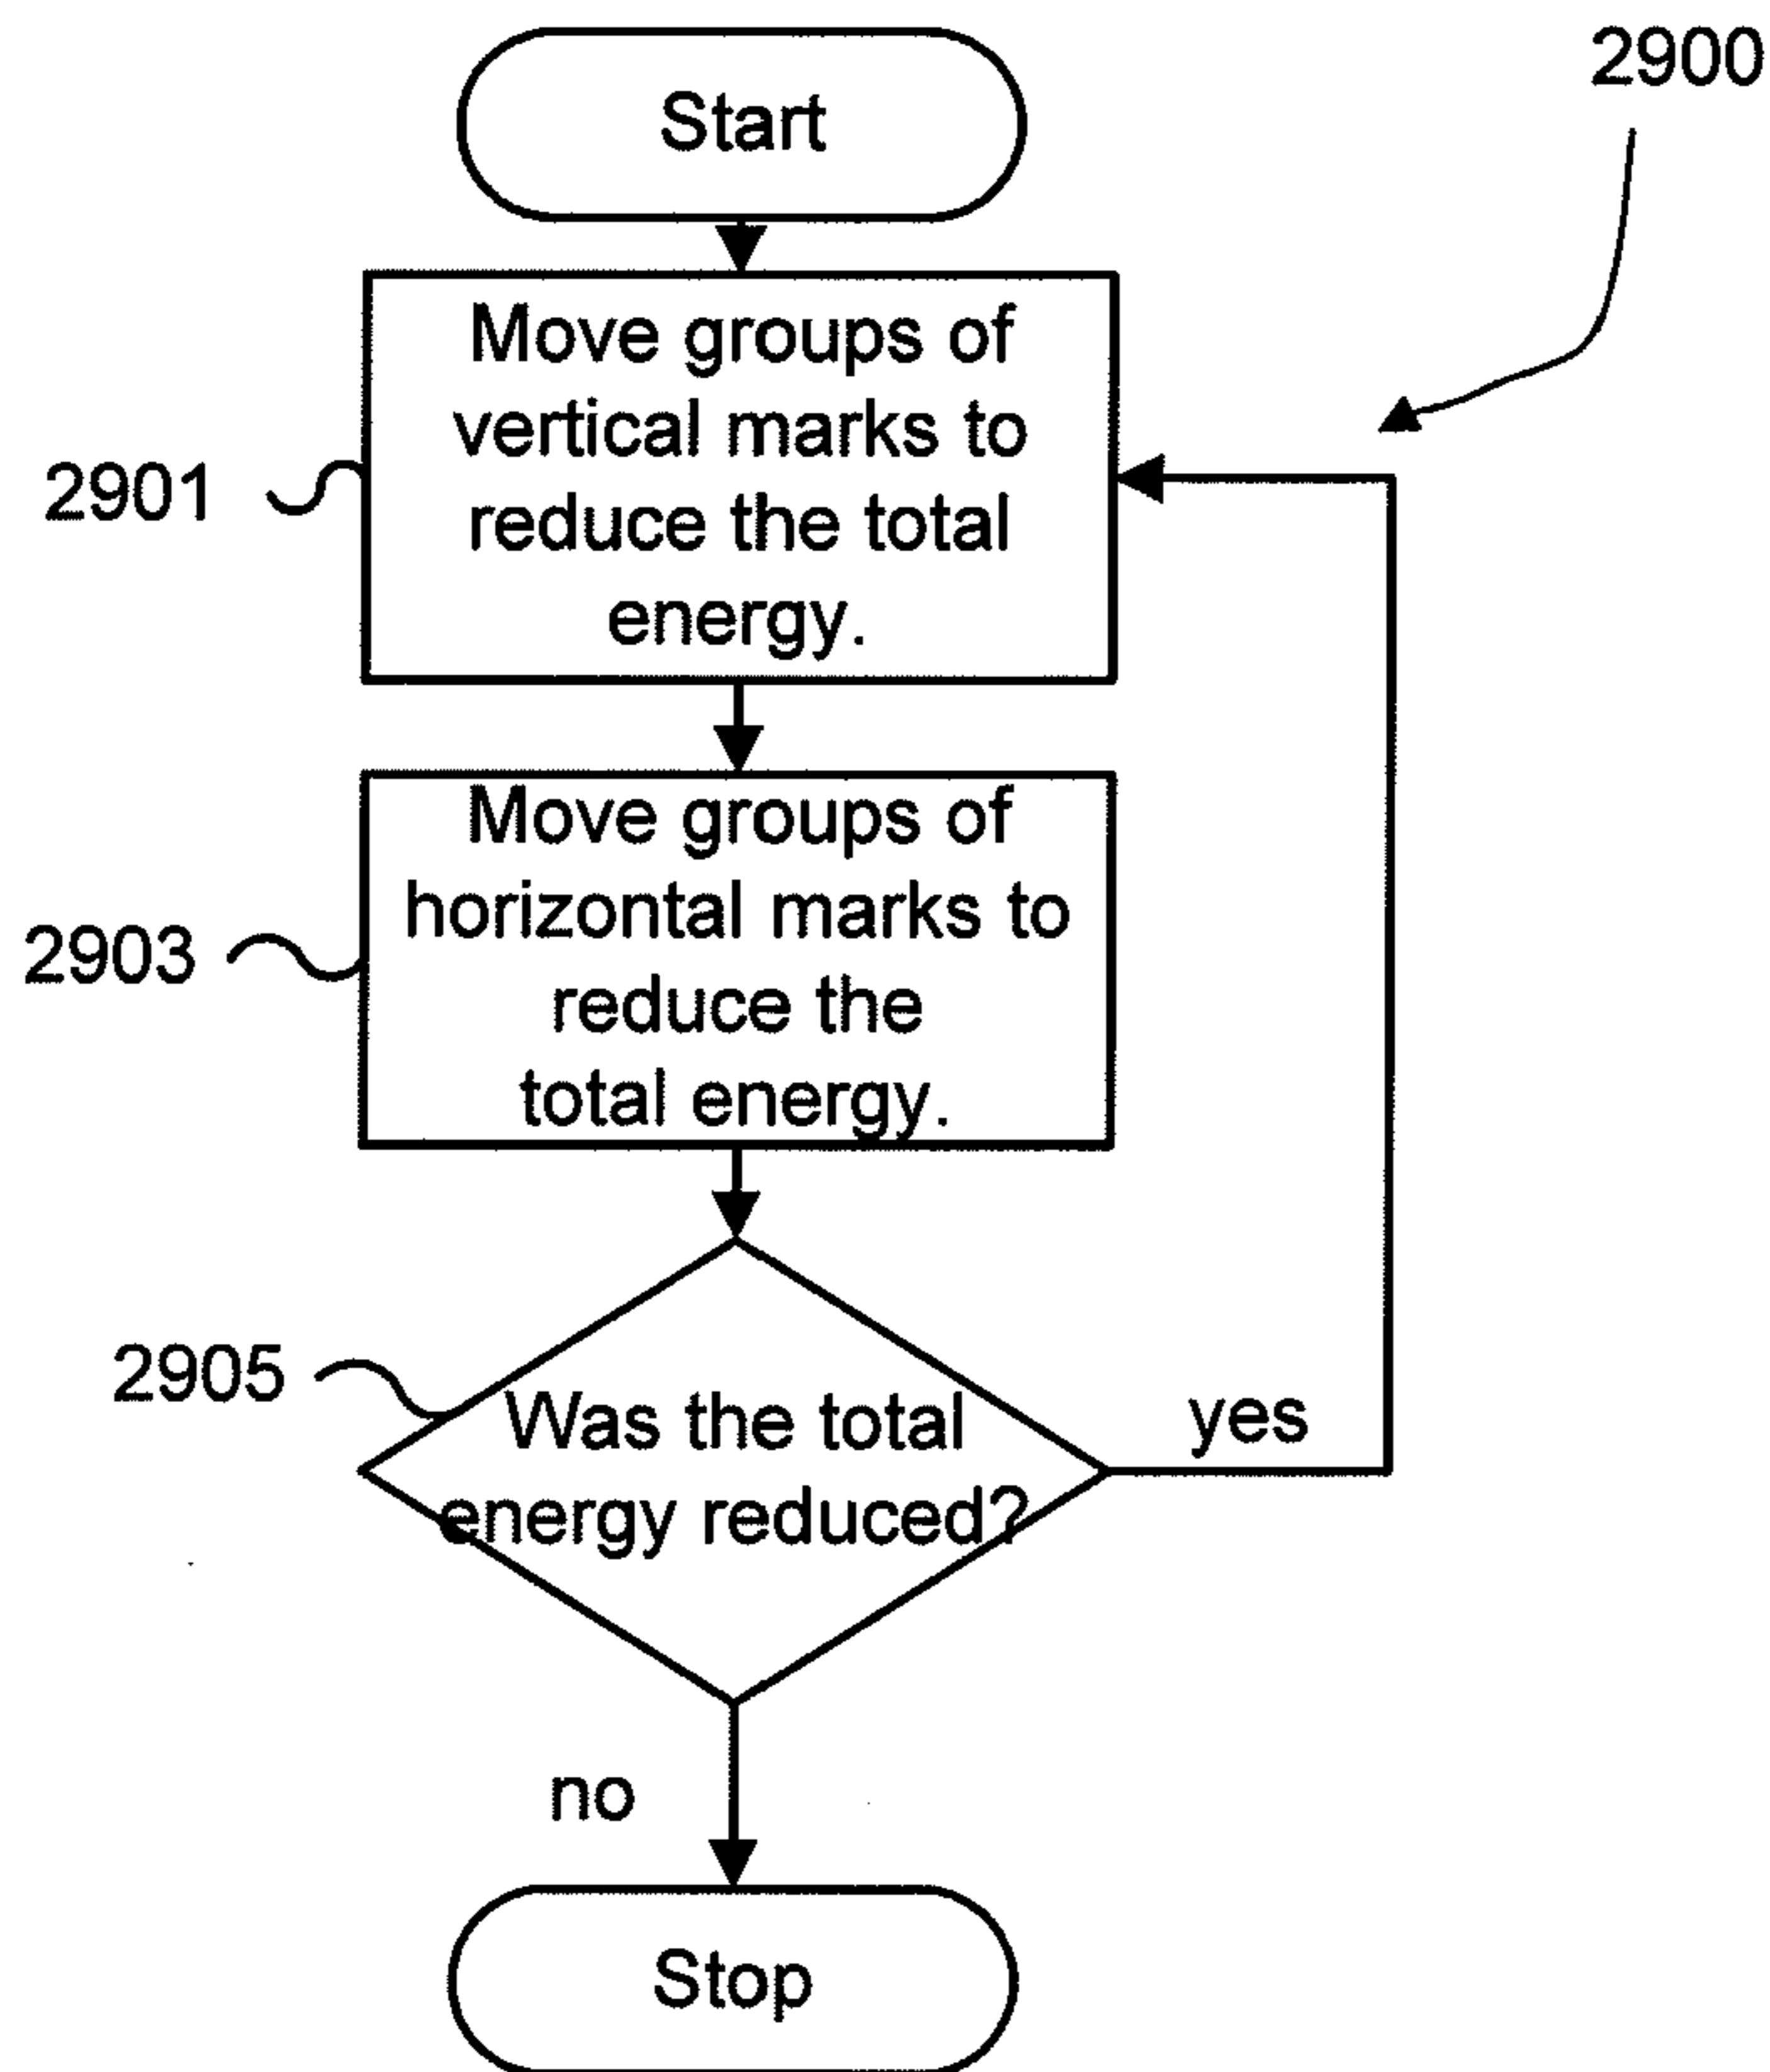 2900
Start
Move groups of
vertical marks to
reduce the total
energy.
2901
Move groups of
horizontal marks to
reduce the
total energy.
2903
2905
Was the total
energy reduced?
yes
no
Stop